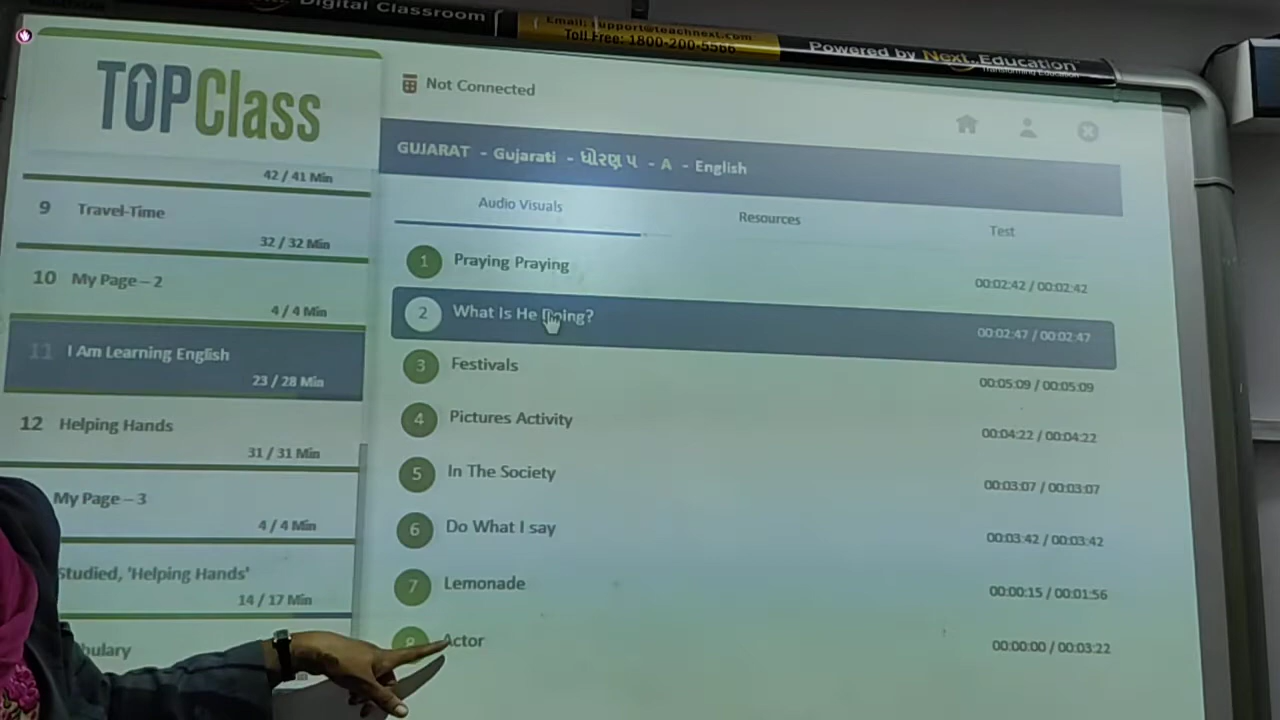 Digital Classroom
Email: support@teachnext.com
Toll Free: 1800-200-5566
Powered by Next Education
Transforming Education
TOPClass
42 / 41 Min
9 Travel-Time
32 / 32 Min
10 My Page – 2
4 / 4 Min
11 I Am Learning English
23 / 28 Min
12 Helping Hands
31 / 31 Min
My Page – 3
4 / 4 Min
Studied, 'Helping Hands'
14 / 17 Min
Not Connected
GUJARAT - Gujarati - ધોરણ ૫ - A - English
Audio Visuals Resources Test
1 Praying Praying 00:02:42 / 00:02:42
2 What Is He Doing? 00:02:47 / 00:02:47
3 Festivals 00:05:09 / 00:05:09
4 Pictures Activity 00:04:22 / 00:04:22
5 In The Society 00:03:07 / 00:03:07
6 Do What I say 00:03:42 / 00:03:42
7 Lemonade 00:00:15 / 00:01:56
8 Actor 00:00:00 / 00:03:22